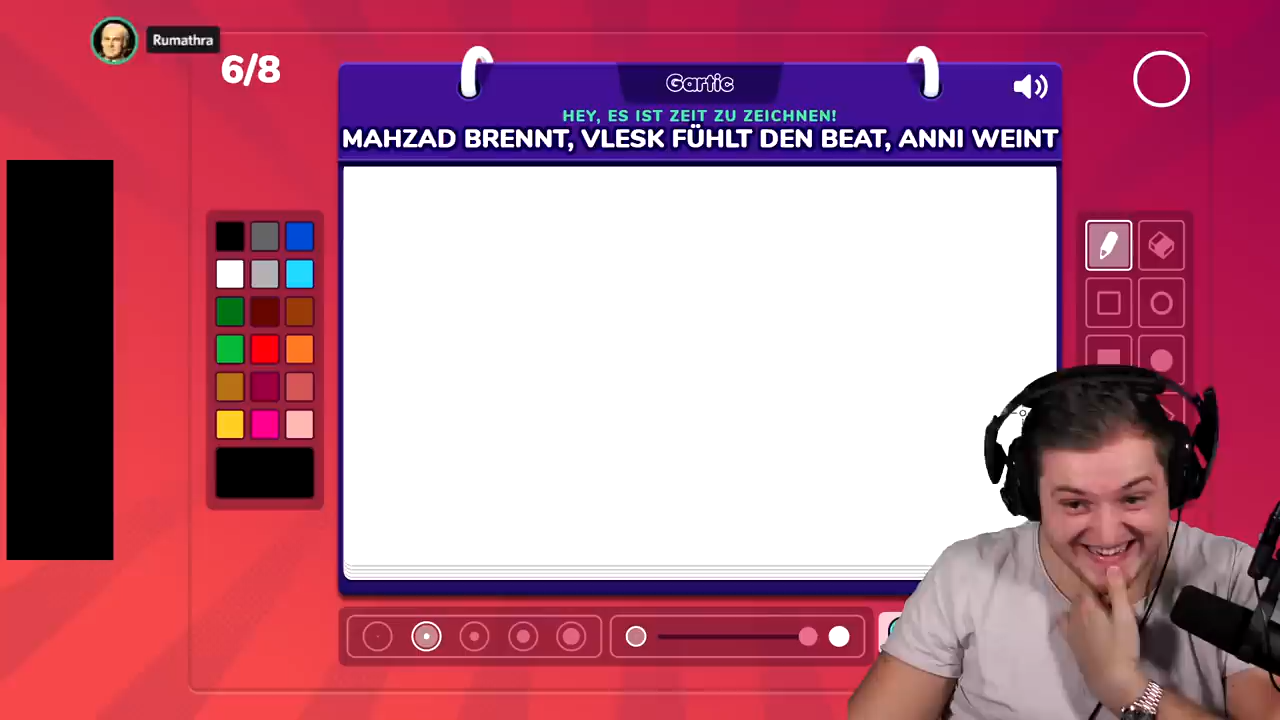 Rumathra
6/8
Gartic
HEY, ES IST ZEIT ZU ZEICHNEN!
MAHZAD BRENNT, VLESK FÜHLT DEN BEAT, ANNI WEINT